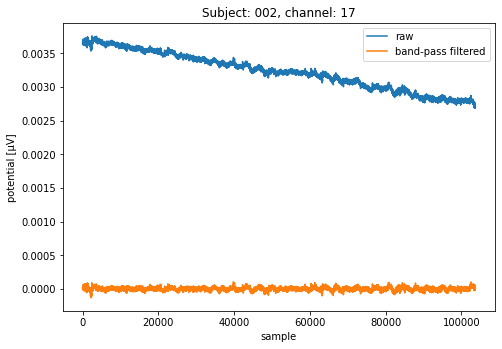 Subject: 002, channel: 17
raw
band-pass filtered
potential [µV]
0.0035
0.0030
0.0025
0.0020
0.0015
0.0010
0.0005
0.0000
0
20000
40000
60000
80000
100000
sample